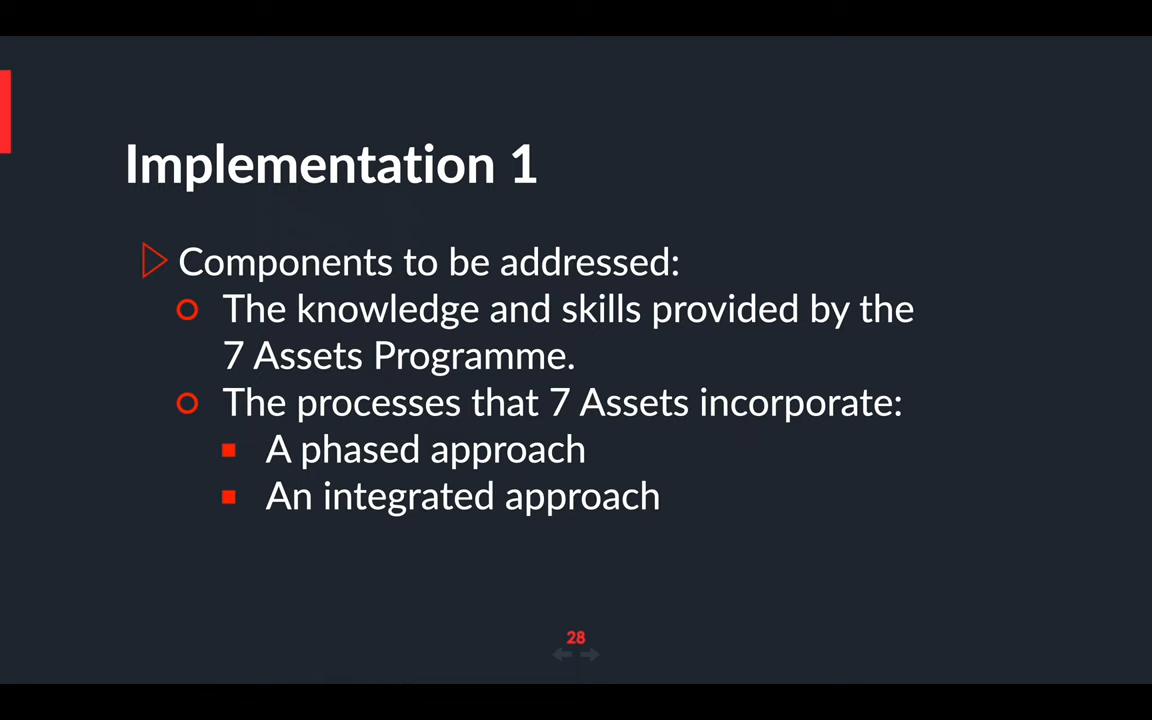 Implementation 1
Components to be addressed:
The knowledge and skills provided by the
7 Assets Programme.
The processes that 7 Assets incorporate:
A phased approach
An integrated approach
28